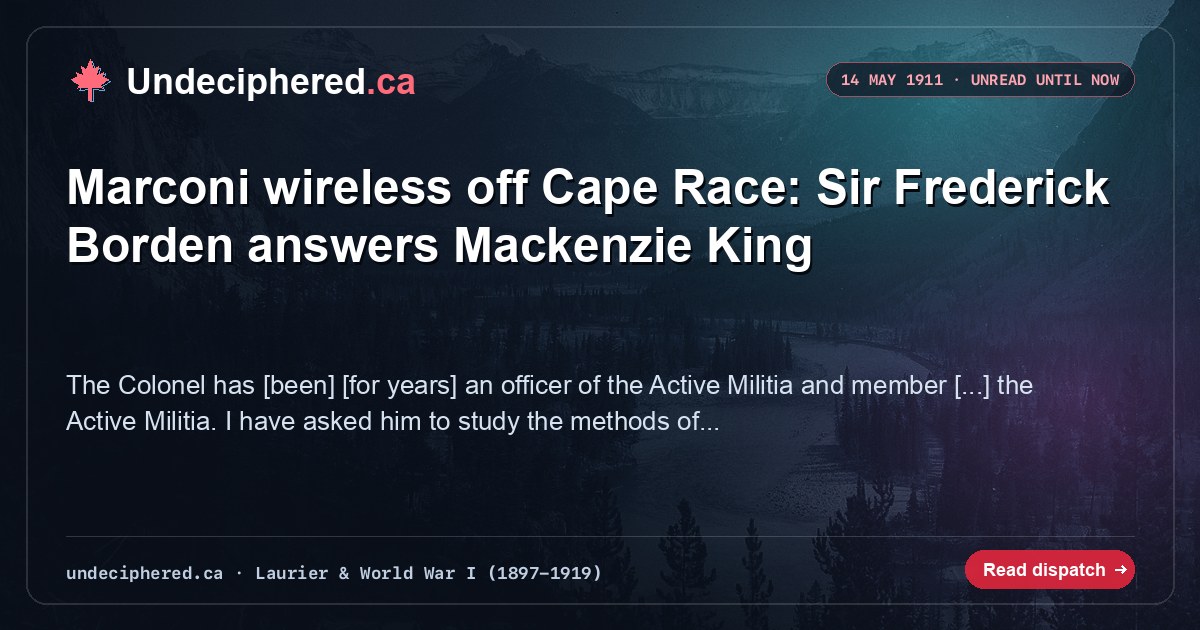 Undeciphered.ca
14 MAY 1911 · UNREAD UNTIL NOW
Marconi wireless off Cape Race: Sir Frederick
Borden answers Mackenzie King
The Colonel has [been] [for years] an officer of the Active Militia and member [...] the
Active Militia. I have asked him to study the methods of...
undeciphered.ca · Laurier & World War I (1897–1919)
Read dispatch →